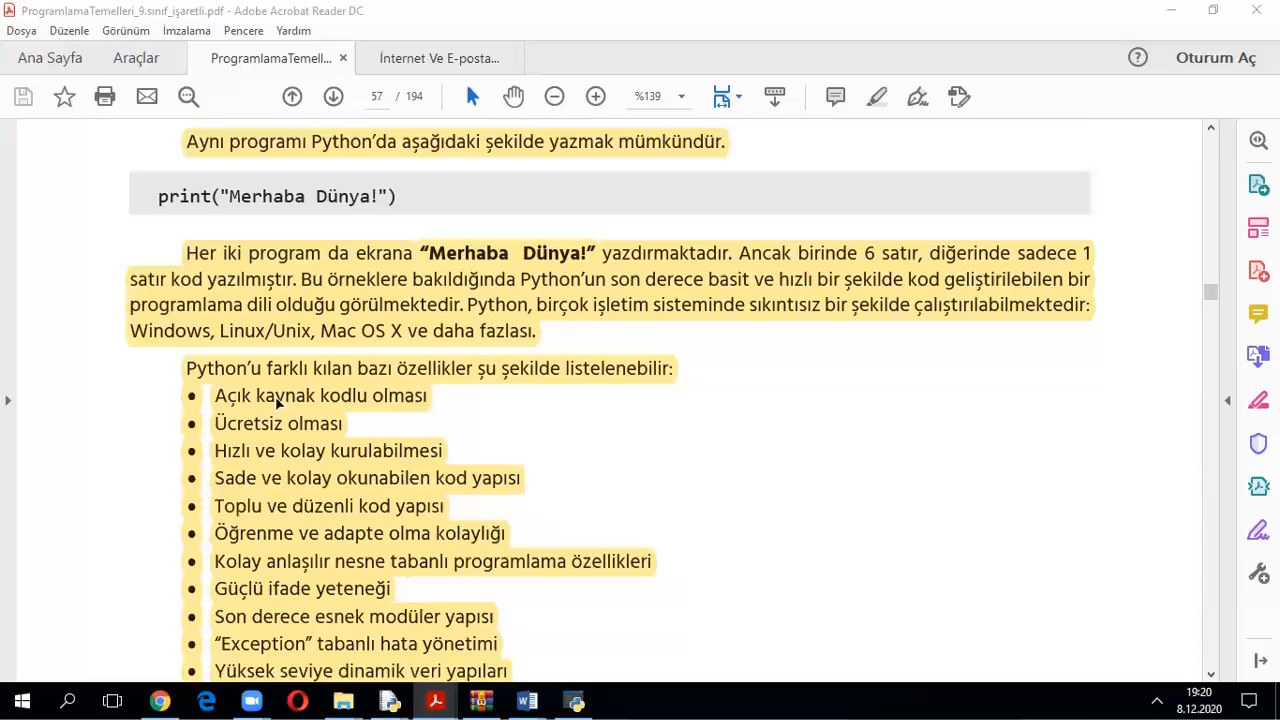 ProgramlamaTemelleri_9.sınıf_işaretli.pdf - Adobe Acrobat Reader DC
Dosya Düzenle Görünüm İmzalama Pencere Yardım
Ana Sayfa Araçlar ProgramlamaTemell... × İnternet Ve E-posta... Oturum Aç
57 / 194 %139
Aynı programı Python’da aşağıdaki şekilde yazmak mümkündür.
print("Merhaba Dünya!")
Her iki program da ekrana “Merhaba Dünya!” yazdırmaktadır. Ancak birinde 6 satır, diğerinde sadece 1
satır kod yazılmıştır. Bu örneklere bakıldığında Python’un son derece basit ve hızlı bir şekilde kod geliştirilebilen bir
programlama dili olduğu görülmektedir. Python, birçok işletim sisteminde sıkıntısız bir şekilde çalıştırılabilmektedir:
Windows, Linux/Unix, Mac OS X ve daha fazlası.
Python’u farklı kılan bazı özellikler şu şekilde listelenebilir:
• Açık kaynak kodlu olması
• Ücretsiz olması
• Hızlı ve kolay kurulabilmesi
• Sade ve kolay okunabilen kod yapısı
• Toplu ve düzenli kod yapısı
• Öğrenme ve adapte olma kolaylığı
• Kolay anlaşılır nesne tabanlı programlama özellikleri
• Güçlü ifade yeteneği
• Son derece esnek modüler yapısı
• “Exception” tabanlı hata yönetimi
• Yüksek seviye dinamik veri yapıları
19:20
8.12.2020